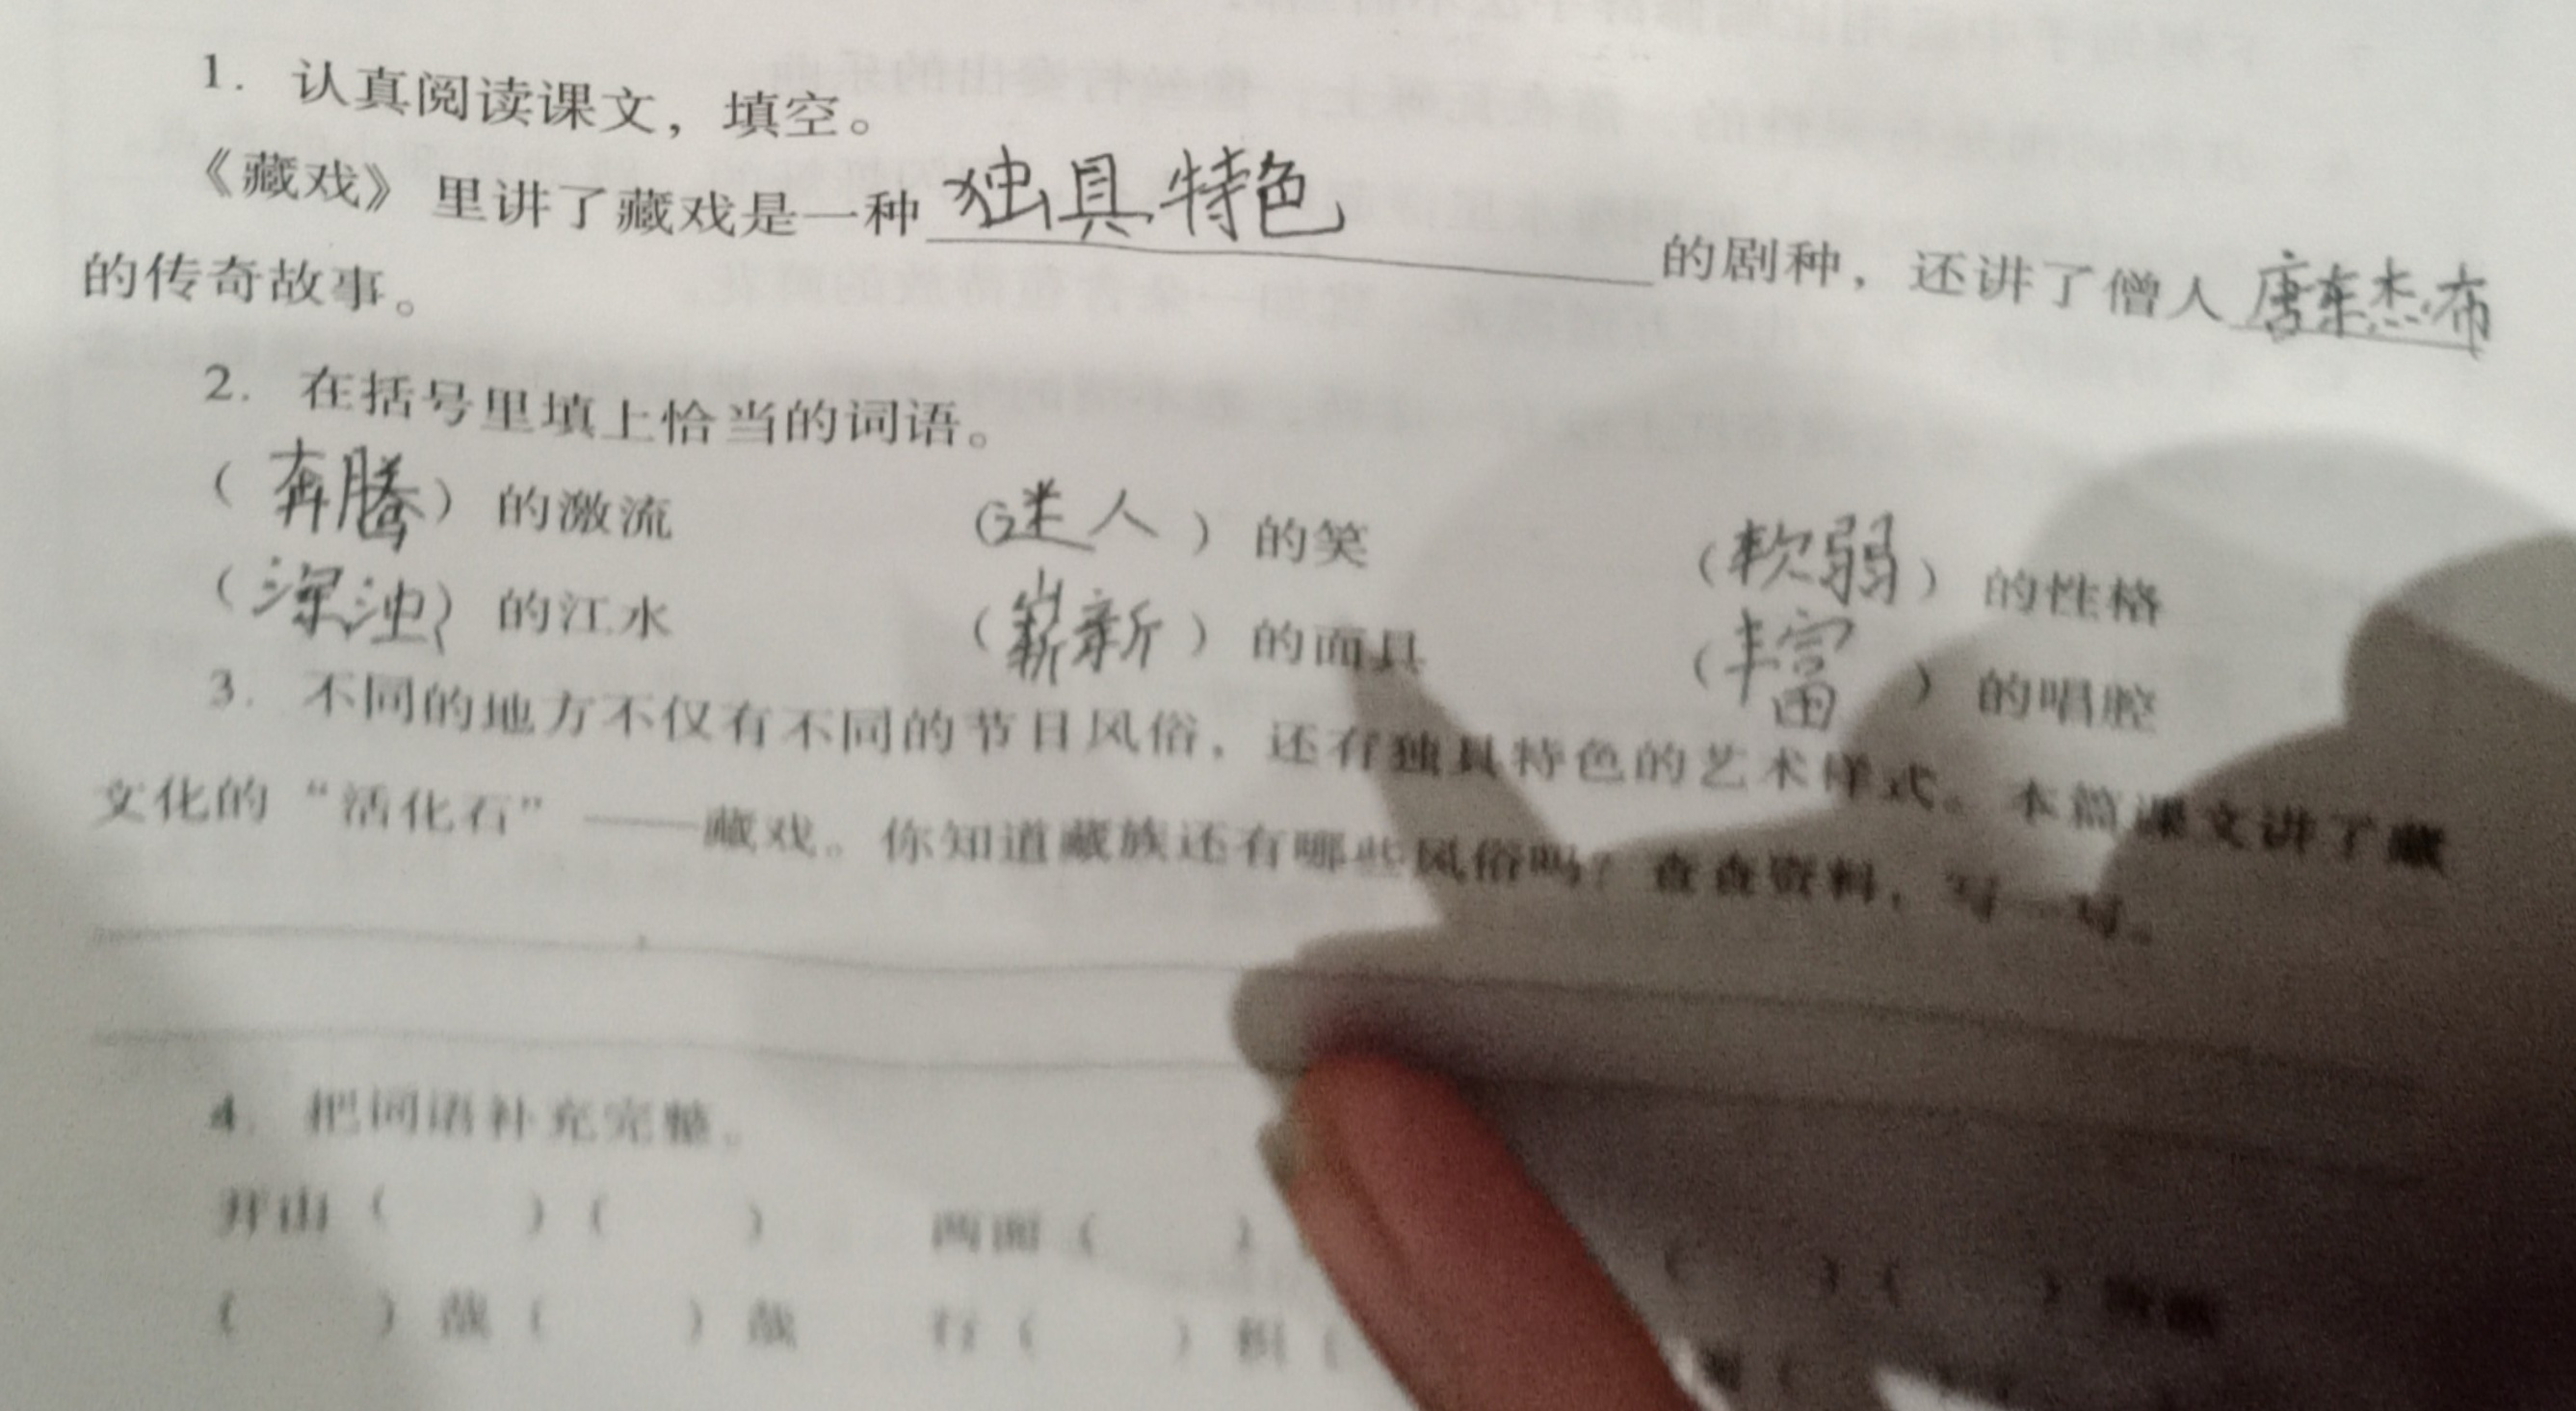 1. 认真阅读课文，填空。
《藏戏》里讲了藏戏是一种独具特色的剧种，还讲了僧人唐东杰布
的传奇故事。
2. 在括号里填上恰当的词语。
（奔腾）的激流 （迷人）的笑 （软弱）的性格
（浑浊）的江水 （崭新）的面具 （丰富）的唱腔
3. 不同的地方不仅有不同的节日风俗，还有独具特色的艺术样式。本篇课文讲了藏
文化的“活化石”——藏戏。你知道藏族还有哪些风俗吗？查查资料，写一写。
4. 把词语补充完整。
开山（ ）（ ） 两面（ ） （ ）（ ）
（ ）哉（ ）哉 行（ ）积（